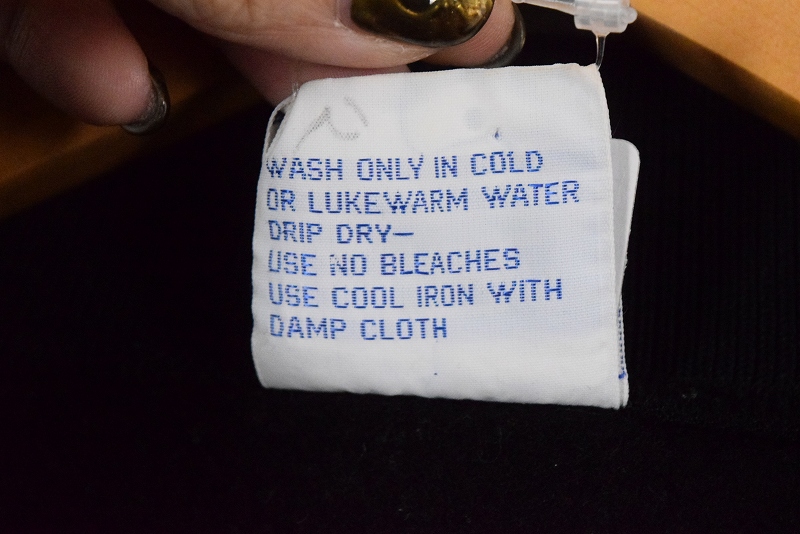 WASH ONLY IN COLD
OR LUKEWARM WATER
DRIP DRY—
USE NO BLEACHES
USE COOL IRON WITH
DAMP CLOTH